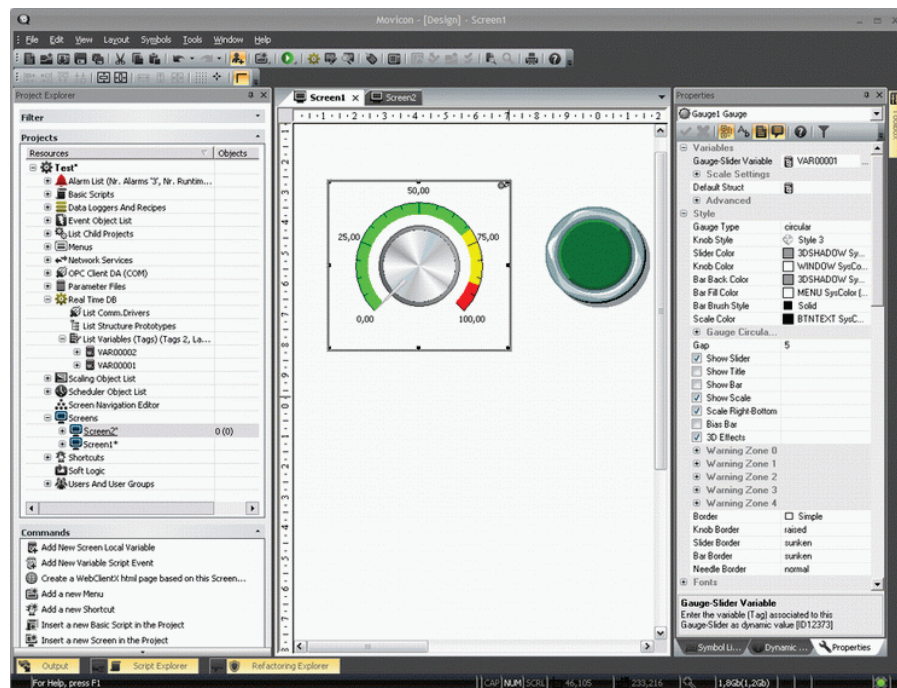 Movicon - [Design] - Screen1
File Edit View Layout Symbols Tools Window Help
Project Explorer
Filter
Projects
Resources Objects
Test*
Alarm List (Nr. Alarms '3', Nr. Runtim...
Basic Scripts
Data Loggers And Recipes
Event Object List
List Child Projects
Menus
Network Services
OPC Client DA (COM)
Parameter Files
Real Time DB
List Comm.Drivers
List Structure Prototypes
List Variables (Tags) (Tags 2, La...
VAR00002
VAR00001
Scaling Object List
Scheduler Object List
Screen Navigation Editor
Screens
Screen2* 0 (0)
Screen1*
Shortcuts
Soft Logic
Users And User Groups
Commands
Add New Screen Local Variable
Add New Variable Script Event
Create a WebClientX html page based on this Screen...
Add a new Menu
Add a new Shortcut
Insert a new Basic Script in the Project
Insert a new Screen in the Project
Screen1 Screen2
50,00
25,00 75,00
0,00 100,00
Properties
Gauge1 Gauge
Variables
Gauge-Slider Variable VAR00001 ...
Scale Settings
Default Struct
Advanced
Style
Gauge Type circular
Knob Style Style 3
Slider Color 3DSHADOW Sy...
Knob Color WINDOW SysCo...
Bar Back Color 3DSHADOW Sy...
Bar Fill Color MENU SysColor (...
Bar Brush Style Solid
Scale Color BTNTEXT SysC...
Gauge Circula...
Gap 5
Show Slider
Show Title
Show Bar
Show Scale
Scale Right-Bottom
Bias Bar
3D Effects
Warning Zone 0
Warning Zone 1
Warning Zone 2
Warning Zone 3
Warning Zone 4
Border Simple
Knob Border raised
Slider Border sunken
Bar Border sunken
Needle Border normal
Fonts
Gauge-Slider Variable
Enter the variable (Tag) associated to this
Gauge-Slider as dynamic value [ID12373]
Symbol Li... Dynamic ... Properties
Toolbox
Output Script Explorer Refactoring Explorer
For Help, press F1 CAP NUM SCRL 46,105 233,216 1,8Gb(1,2Gb)